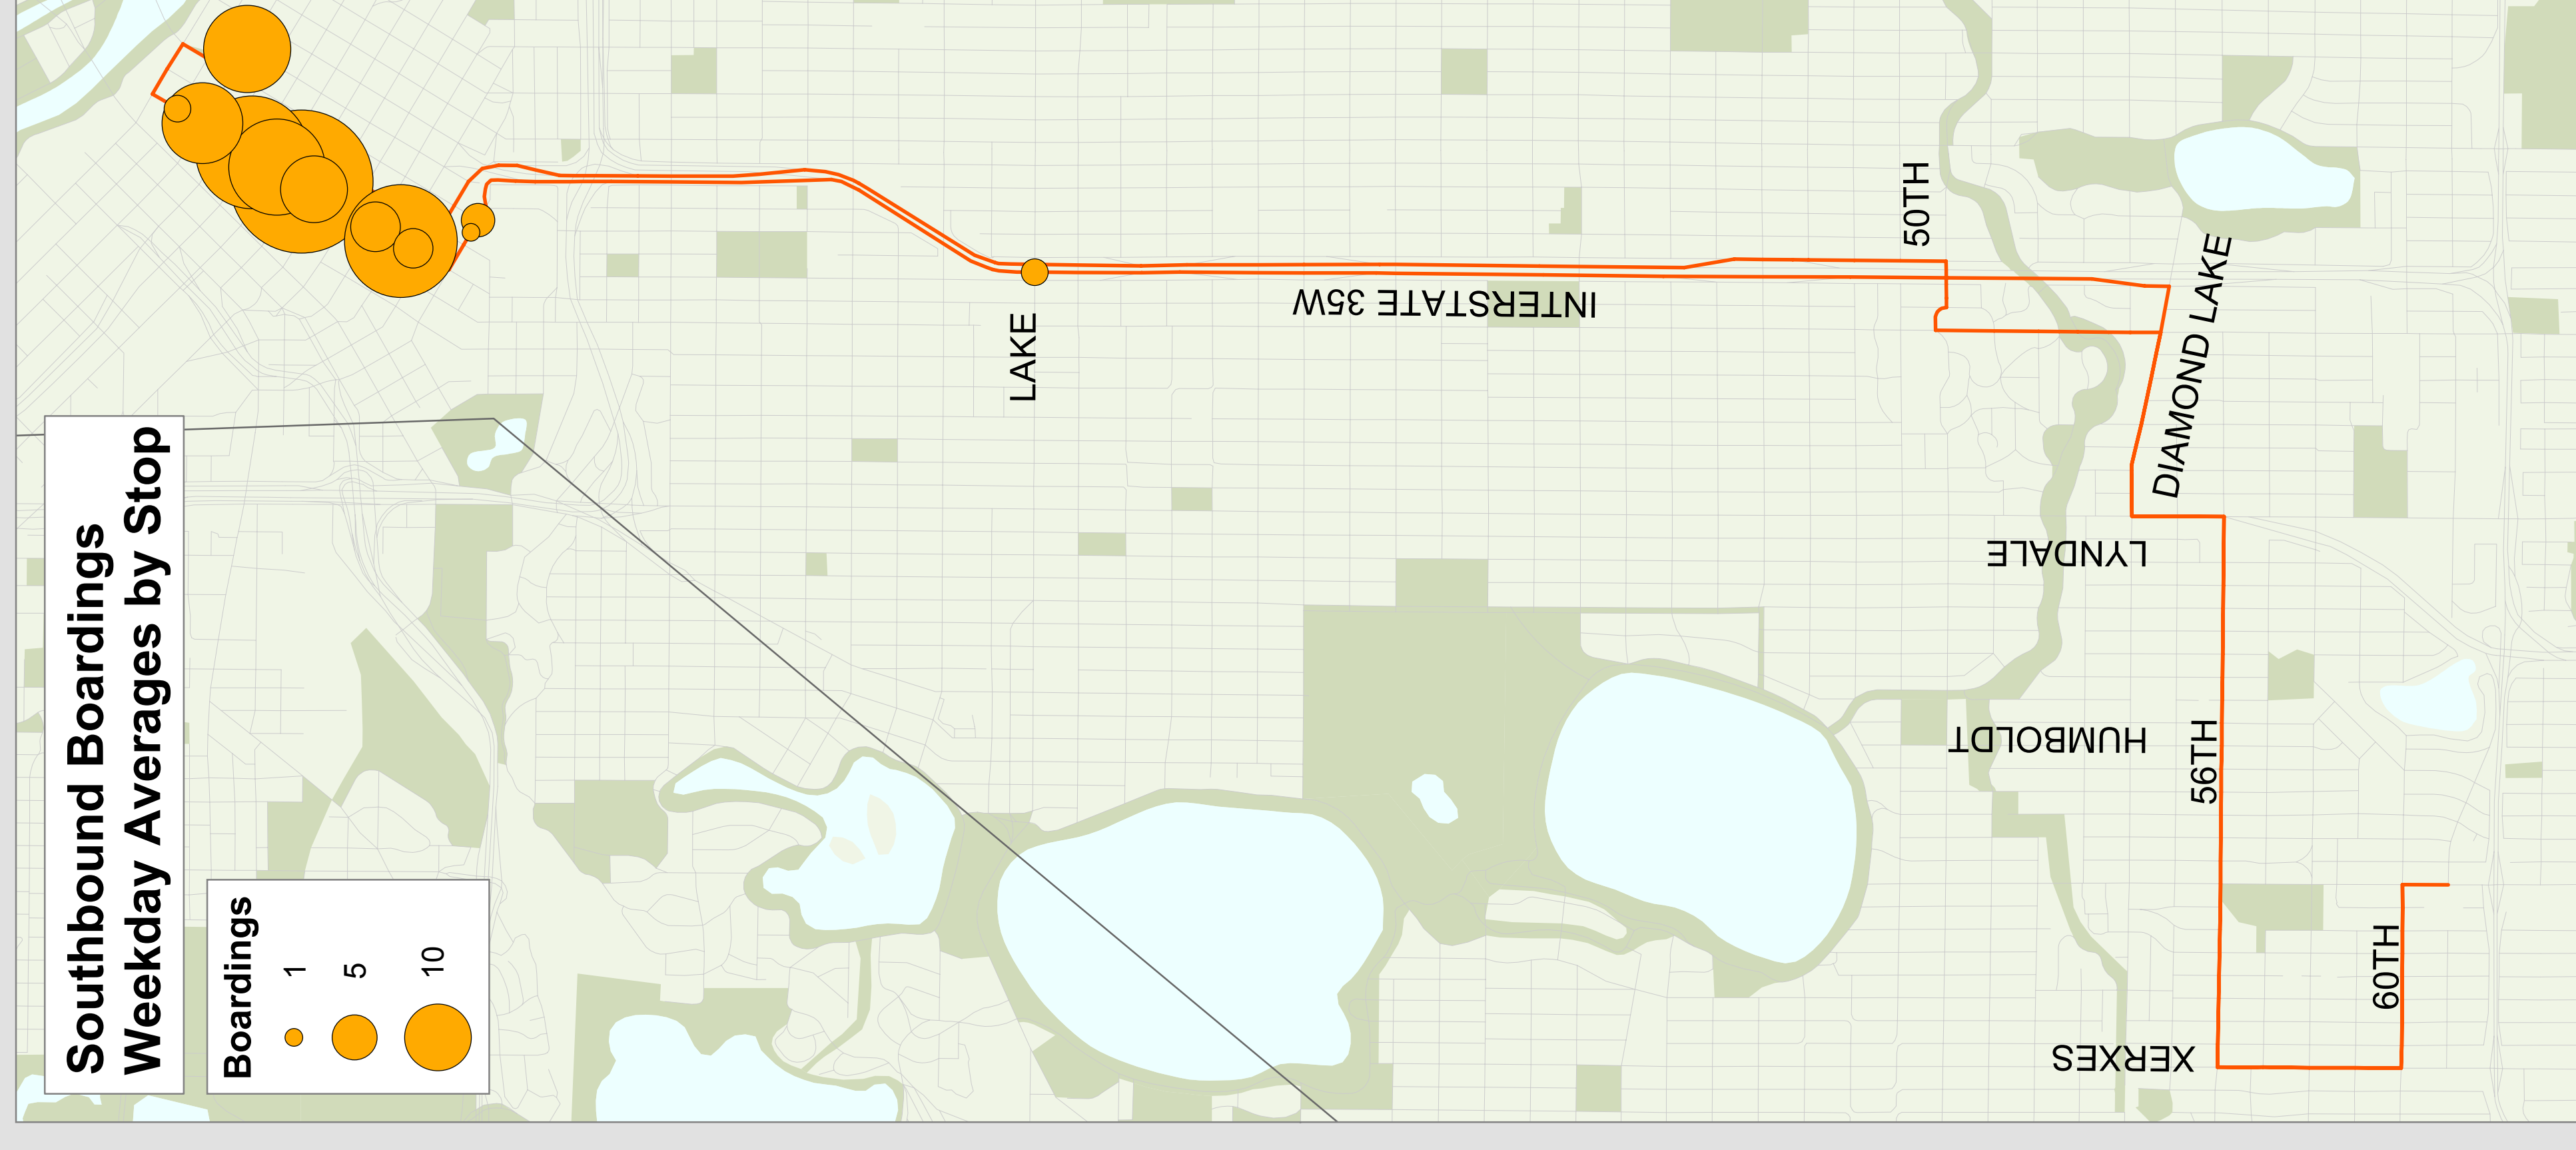 Southbound Boardings
Weekday Averages by Stop
Boardings
1
5
10
LAKE
INTERSTATE 35W
50TH
DIAMOND LAKE
LYNDALE
HUMBOLDT
56TH
XERXES
60TH